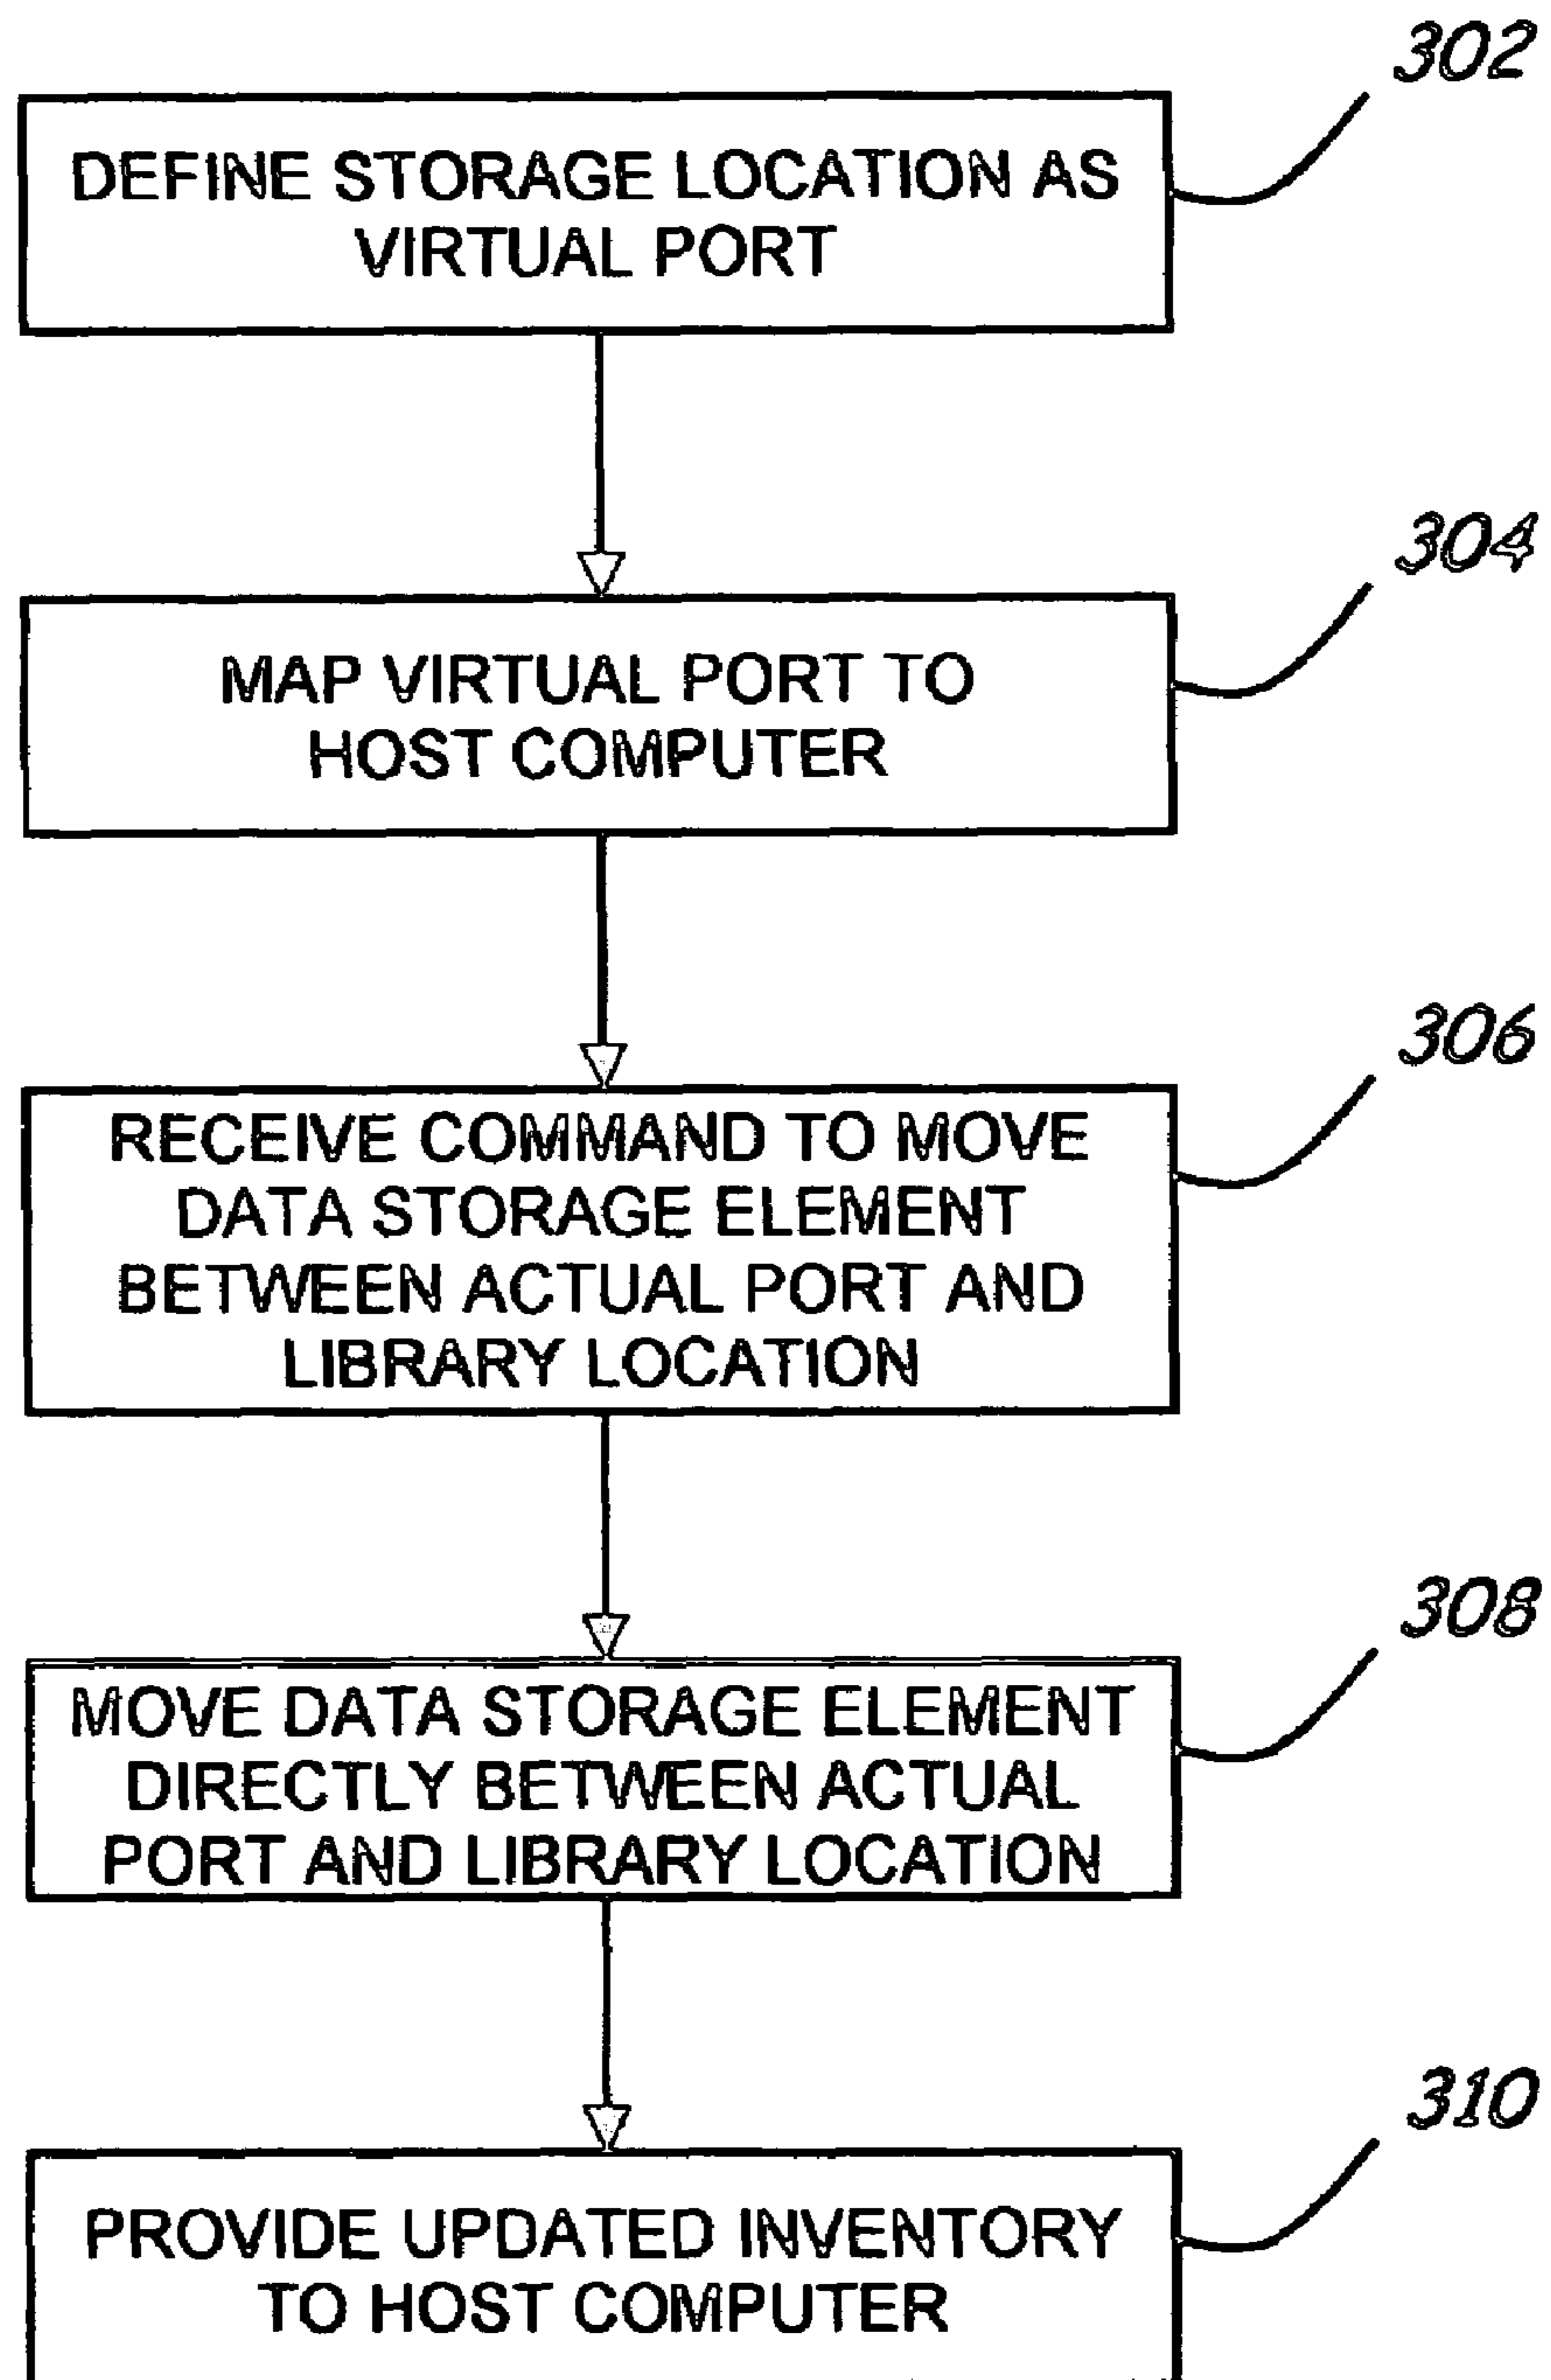 302
DEFINE STORAGE LOCATION AS
VIRTUAL PORT
304
MAP VIRTUAL PORT TO
HOST COMPUTER
306
RECEIVE COMMAND TO MOVE
DATA STORAGE ELEMENT
BETWEEN ACTUAL PORT AND
LIBRARY LOCATION
308
MOVE DATA STORAGE ELEMENT
DIRECTLY BETWEEN ACTUAL
PORT AND LIBRARY LOCATION
310
PROVIDE UPDATED INVENTORY
TO HOST COMPUTER